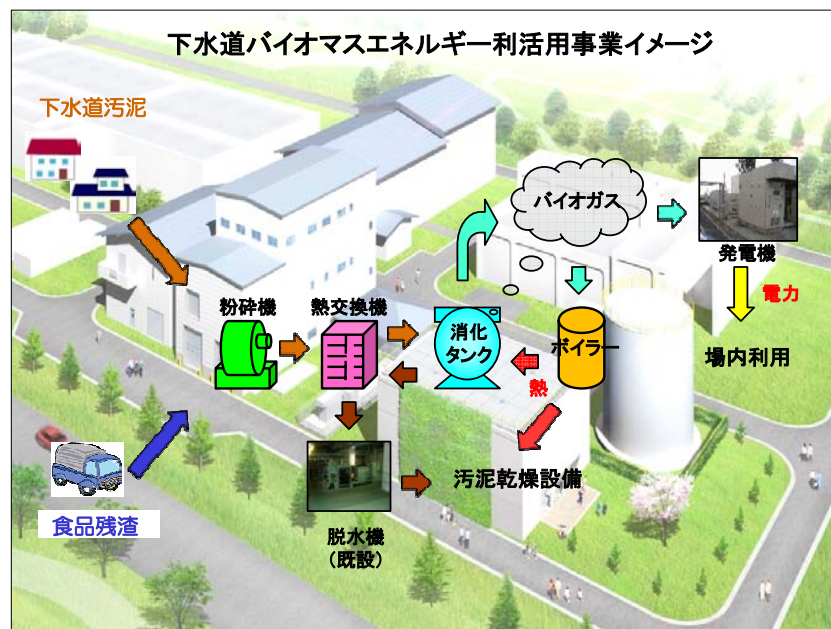 下水道バイオマスエネルギー利活用事業イメージ
下水道汚泥
バイオガス
発電機
電力
粉砕機
熱交換機
消化
タンク
ボイラー
場内利用
熱
汚泥乾燥設備
食品残渣
脱水機
（既設）